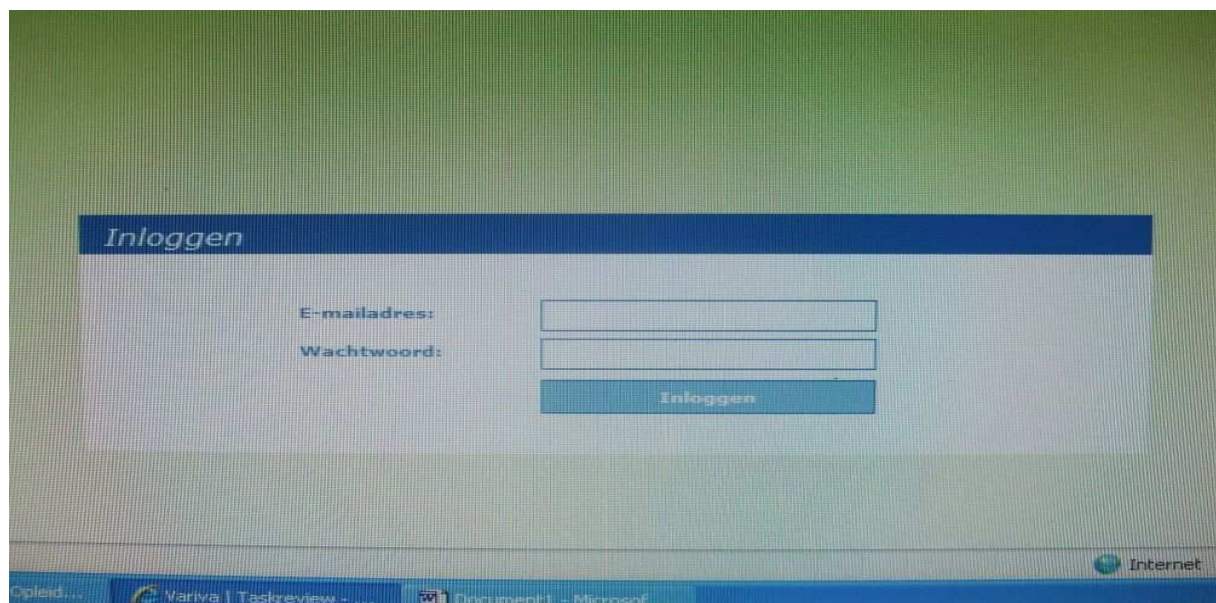 Inloggen
E-mailadres:
Wachtwoord:
Inloggen
Internet
Opleid...
Variva | Taskreview - ...
Document1 - Microsof...